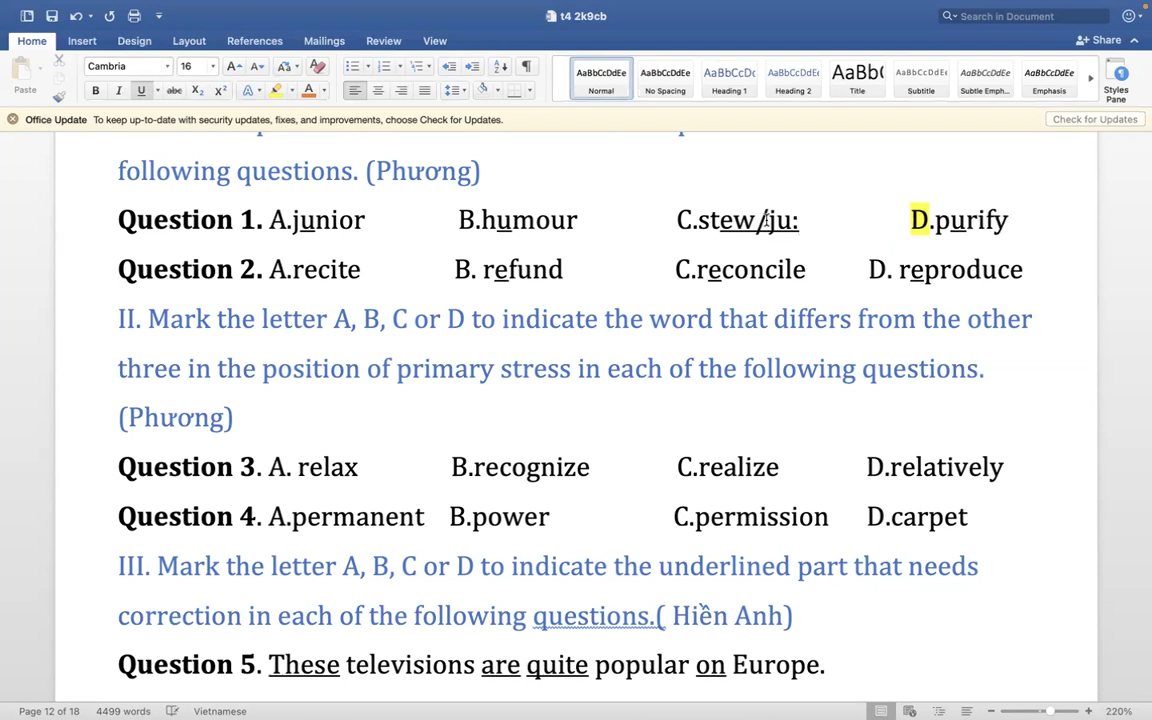 t4 2k9cb
Search in Document
Home Insert Design Layout References Mailings Review View
Share
Paste
Cambria 16
AaBbCcDdEe AaBbCcDdEe AaBbCcDc AaBbCcDdEe AaBbC AaBbCcDdEe AaBbCcDdEe AaBbCcDdEe
Normal No Spacing Heading 1 Heading 2 Title Subtitle Subtle Emph... Emphasis
Styles Pane
Office Update To keep up-to-date with security updates, fixes, and improvements, choose Check for Updates.
Check for Updates
following questions. (Phương)
Question 1. A.junior B.humour C.stew/ju: D.purify
Question 2. A.recite B. refund C.reconcile D. reproduce
II. Mark the letter A, B, C or D to indicate the word that differs from the other
three in the position of primary stress in each of the following questions.
(Phương)
Question 3. A. relax B.recognize C.realize D.relatively
Question 4. A.permanent B.power C.permission D.carpet
III. Mark the letter A, B, C or D to indicate the underlined part that needs
correction in each of the following questions.( Hiền Anh)
Question 5. These televisions are quite popular on Europe.
Page 12 of 18 4499 words Vietnamese 220%